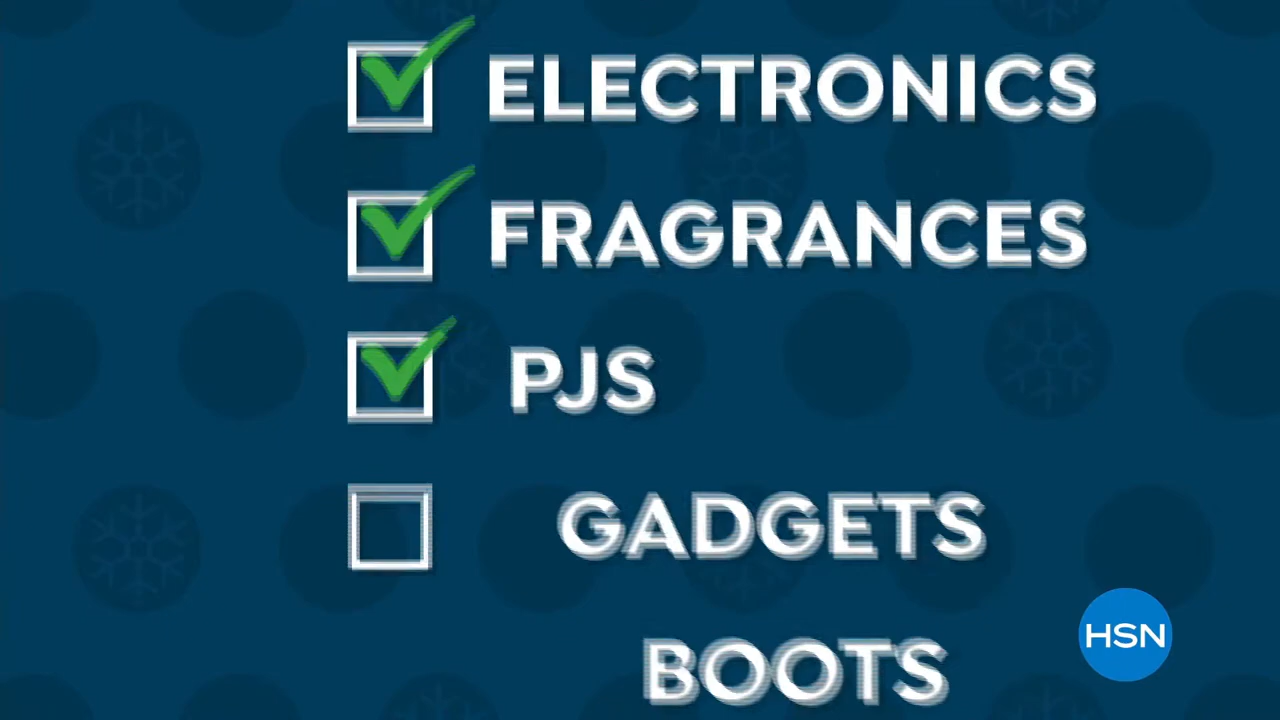 ELECTRONICS
FRAGRANCES
PJS
GADGETS
BOOTS
HSN